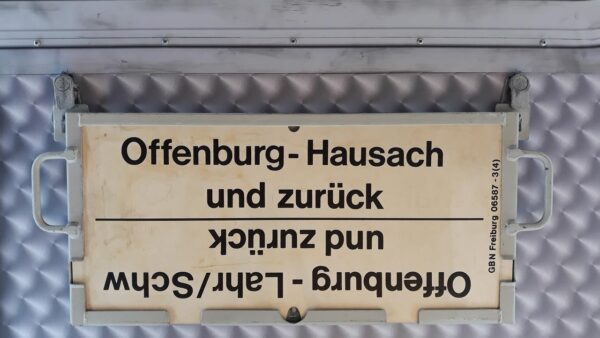 Offenburg - Hausach
und zurück
Offenburg - Lahr/Schw
und zurück
GBN Freiburg 06587 - 3 (4)